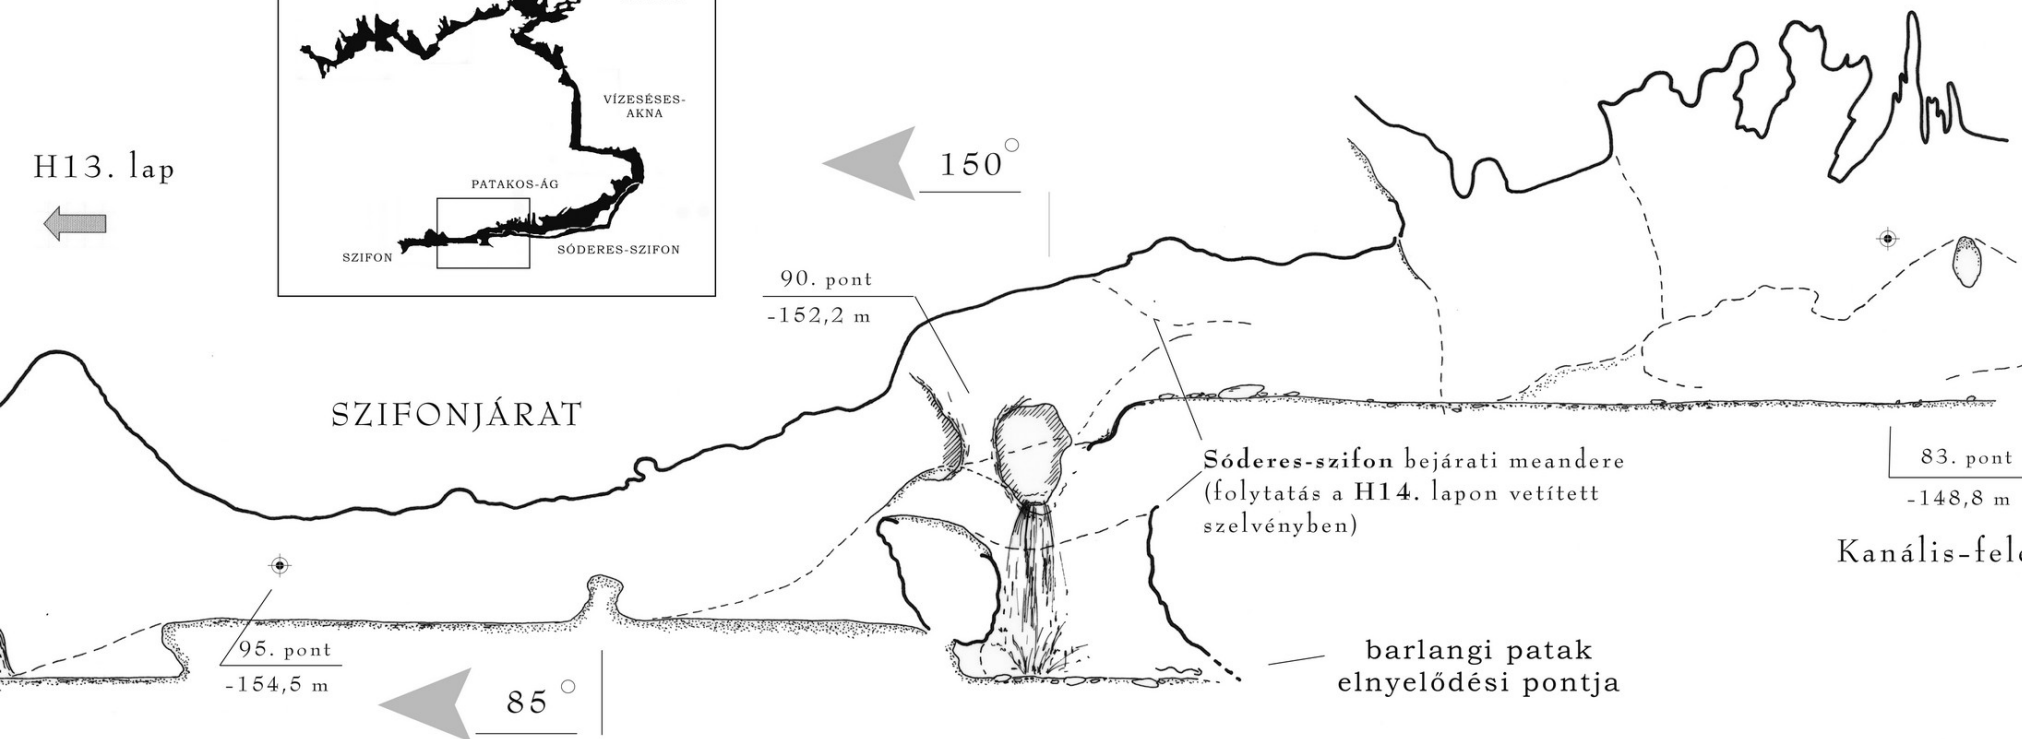 VÍZESÉSES-
AKNA
H13. lap
150°
PATAKOS-ÁG
SZIFON
SÓDERES-SZIFON
90. pont
-152,2 m
SZIFONJÁRAT
Sóderes-szifon bejárati meandere
(folytatás a H14. lapon vetített
szelvényben)
83. pont
-148,8 m
95. pont
-154,5 m
85°
barlangi patak
elnyelődési pontja